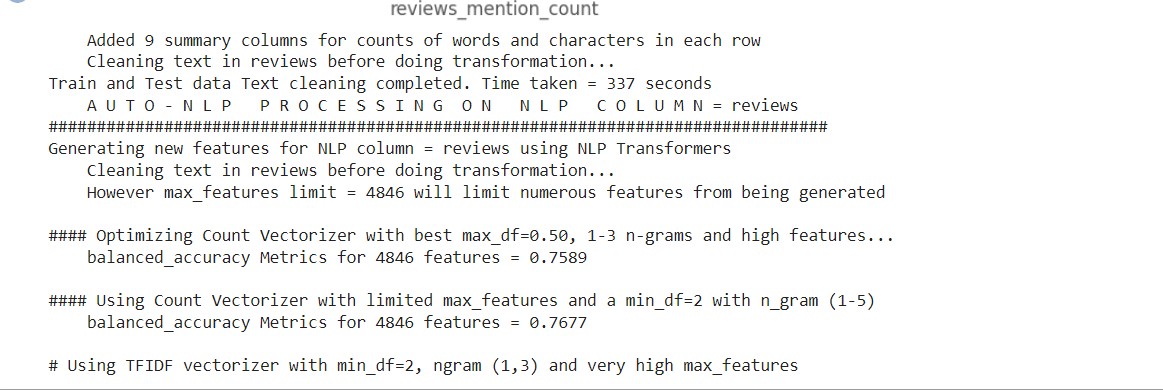 reviews_mention_count
Added 9 summary columns for counts of words and characters in each row
Cleaning text in reviews before doing transformation...
Train and Test data Text cleaning completed. Time taken = 337 seconds
A U T O - N L P   P R O C E S S I N G  O N   N L P   C O L U M N = reviews
#################################################################################
Generating new features for NLP column = reviews using NLP Transformers
Cleaning text in reviews before doing transformation...
However max_features limit = 4846 will limit numerous features from being generated
#### Optimizing Count Vectorizer with best max_df=0.50, 1-3 n-grams and high features...
balanced_accuracy Metrics for 4846 features = 0.7589
#### Using Count Vectorizer with limited max_features and a min_df=2 with n_gram (1-5)
balanced_accuracy Metrics for 4846 features = 0.7677
# Using TFIDF vectorizer with min_df=2, ngram (1,3) and very high max_features